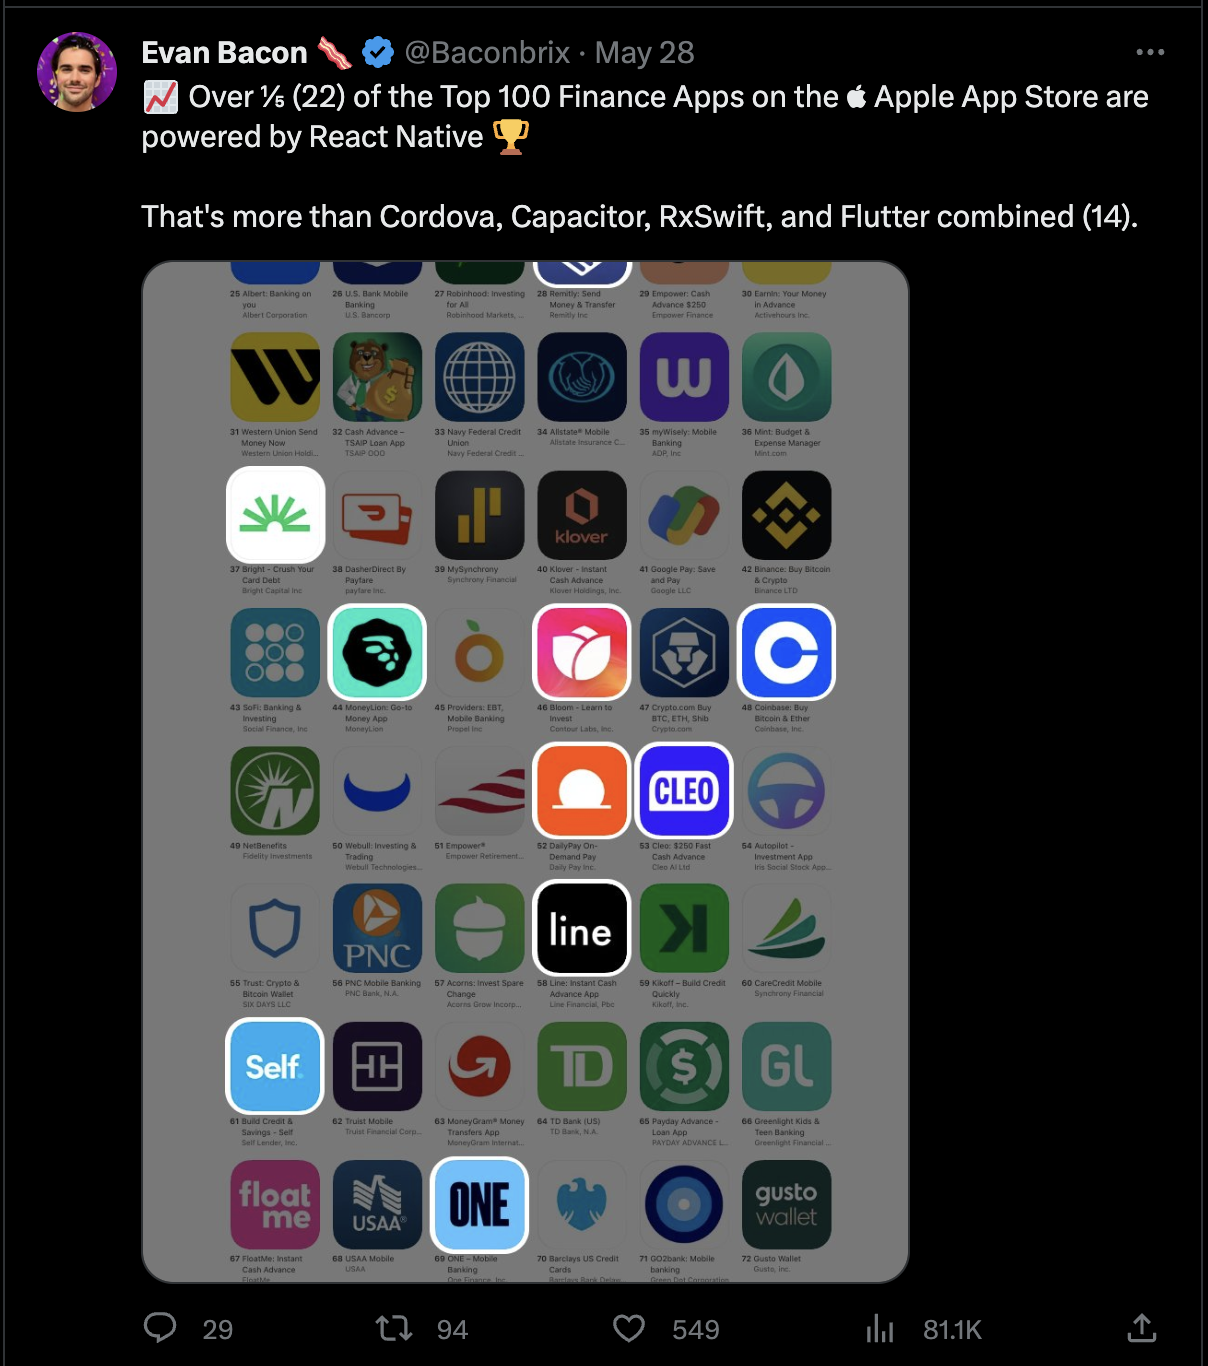 Evan Bacon 🥓 @Baconbrix · May 28
📈 Over ⅕ (22) of the Top 100 Finance Apps on the  Apple App Store are
powered by React Native 🏆
That's more than Cordova, Capacitor, RxSwift, and Flutter combined (14).
25 Albert: Banking on
you
Albert Corporation
26 U.S. Bank Mobile
Banking
U.S. Bancorp
27 Robinhood: Investing
for All
Robinhood Markets, ...
28 Remitly: Send
Money & Transfer
Remitly Inc
29 Empower: Cash
Advance $250
Empower Finance
30 EarnIn: Your Money
in Advance
Activehours Inc.
W
31 Western Union Send
Money Now
Western Union Holdi...
32 Cash Advance –
TSAIP Loan App
TSAIP OOO
33 Navy Federal Credit
Union
Navy Federal Credit ...
34 Allstate® Mobile
Allstate Insurance C...
w
35 myWisely: Mobile
Banking
ADP, Inc
36 Mint: Budget &
Expense Manager
Mint.com
37 Bright - Crush Your
Card Debt
Bright Capital Inc
38 DasherDirect By
Payfare
payfare Inc.
39 MySynchrony
Synchrony Financial
klover
40 Klover - Instant
Cash Advance
Klover Holdings, Inc.
41 Google Pay: Save
and Pay
Google LLC
42 Binance: Buy Bitcoin
& Crypto
Binance LTD
43 SoFi: Banking &
Investing
Social Finance, Inc
44 MoneyLion: Go-to
Money App
MoneyLion
45 Providers: EBT,
Mobile Banking
Propel Inc
46 Bloom - Learn to
Invest
Contour Labs, Inc.
47 Crypto.com Buy
BTC, ETH, Shib
Crypto.com
48 Coinbase: Buy
Bitcoin & Ether
Coinbase, Inc.
N
49 NetBenefits
Fidelity Investments
50 Webull: Investing &
Trading
Webull Technologies...
51 Empower®
Empower Retirement...
52 DailyPay On-
Demand Pay
Daily Pay Inc.
CLEO
53 Cleo: $250 Fast
Cash Advance
Cleo AI Ltd
54 Autopilot -
Investment App
Iris Social Stock App...
55 Trust: Crypto &
Bitcoin Wallet
SIX DAYS LLC
PNC
56 PNC Mobile Banking
PNC Bank, N.A.
57 Acorns: Invest Spare
Change
Acorns Grow Incorp...
line
58 Line: Instant Cash
Advance App
Line Financial, Pbc
K
59 Kikoff – Build Credit
Quickly
Kikoff, Inc.
60 CareCredit Mobile
Synchrony Financial
Self.
61 Build Credit &
Savings - Self
Self Lender, Inc.
62 Truist Mobile
Truist Financial Corp...
63 MoneyGram® Money
Transfers App
MoneyGram Internat...
TD
64 TD Bank (US)
TD Bank, N.A.
$
65 Payday Advance -
Loan App
PAYDAY ADVANCE L...
GL
66 Greenlight Kids &
Teen Banking
Greenlight Financial ...
float
me
67 FloatMe: Instant
Cash Advance
FloatMe
USAA®
68 USAA Mobile
USAA
ONE
69 ONE – Mobile
Banking
One Finance, Inc.
70 Barclays US Credit
Cards
Barclays Bank Delaw...
71 GO2bank: Mobile
banking
Green Dot Corporation
gusto
wallet
72 Gusto Wallet
Gusto, Inc.
29 94 549 81.1K